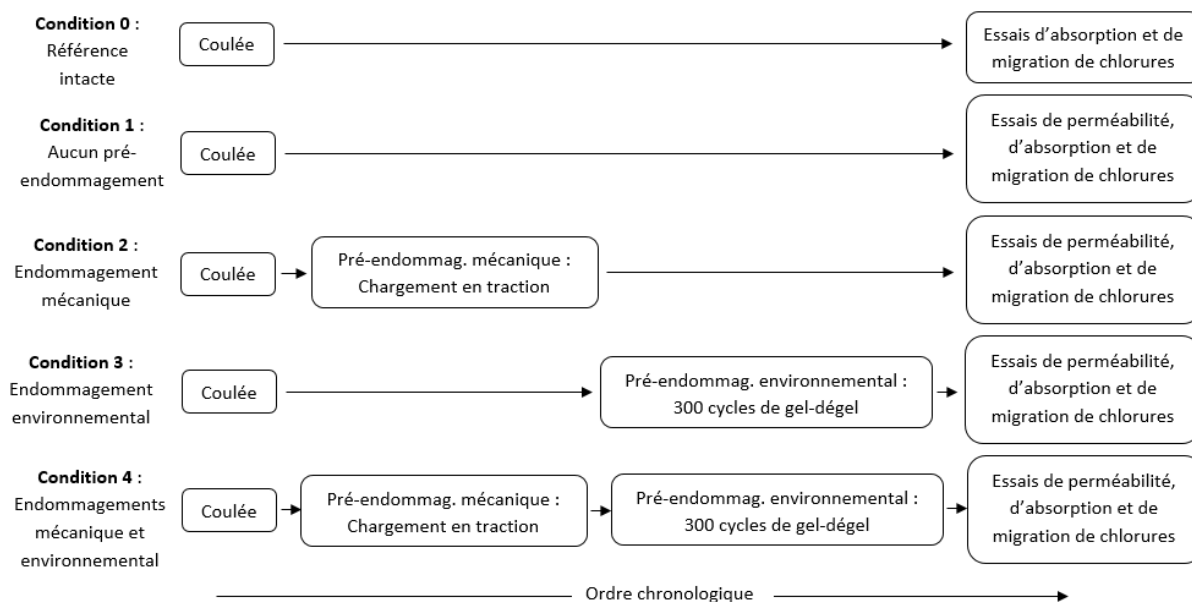 Condition 0 :
Référence
intacte
Coulée
Essais d'absorption et de
migration de chlorures
Condition 1 :
Aucun pré-
endommagement
Coulée
Essais de perméabilité,
d'absorption et de
migration de chlorures
Condition 2 :
Endommagement
mécanique
Coulée
Pré-endommag. mécanique :
Chargement en traction
Essais de perméabilité,
d'absorption et de
migration de chlorures
Condition 3 :
Endommagement
environnemental
Coulée
Pré-endommag. environnemental :
300 cycles de gel-dégel
Essais de perméabilité,
d'absorption et de
migration de chlorures
Condition 4 :
Endommagements
mécanique et
environnemental
Coulée
Pré-endommag. mécanique :
Chargement en traction
Pré-endommag. environnemental :
300 cycles de gel-dégel
Essais de perméabilité,
d'absorption et de
migration de chlorures
Ordre chronologique